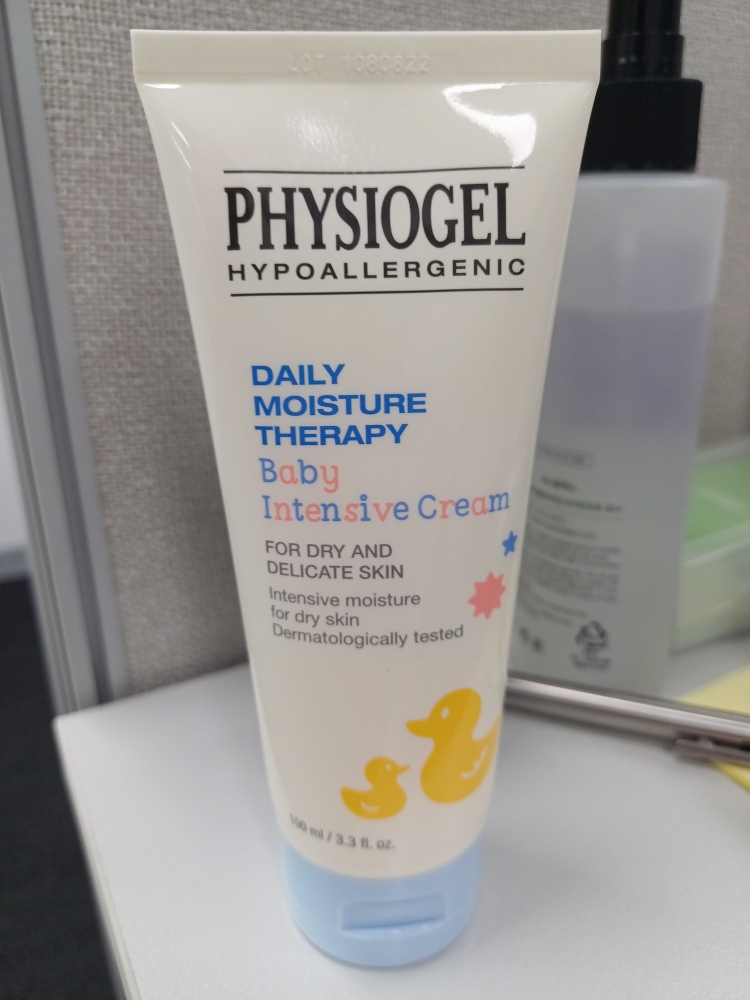 LOT 1080822
PHYSIOGEL
HYPOALLERGENIC
DAILY
MOISTURE
THERAPY
Baby
Intensive Cream
FOR DRY AND
DELICATE SKIN
Intensive moisture
for dry skin
Dermatologically tested
100 ml / 3.3 fl. oz.